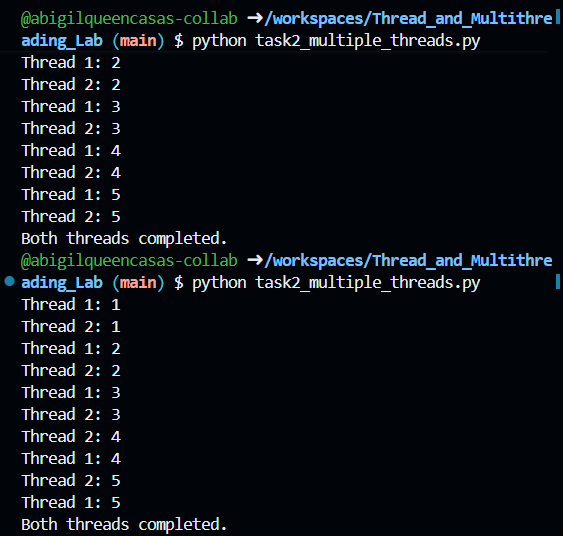 @abigilqueencasas-collab ➜/workspaces/Thread_and_Multithre
ading_Lab (main) $ python task2_multiple_threads.py
Thread 1: 2
Thread 2: 2
Thread 1: 3
Thread 2: 3
Thread 1: 4
Thread 2: 4
Thread 1: 5
Thread 2: 5
Both threads completed.
@abigilqueencasas-collab ➜/workspaces/Thread_and_Multithre
ading_Lab (main) $ python task2_multiple_threads.py
Thread 1: 1
Thread 2: 1
Thread 1: 2
Thread 2: 2
Thread 1: 3
Thread 2: 3
Thread 2: 4
Thread 1: 4
Thread 2: 5
Thread 1: 5
Both threads completed.